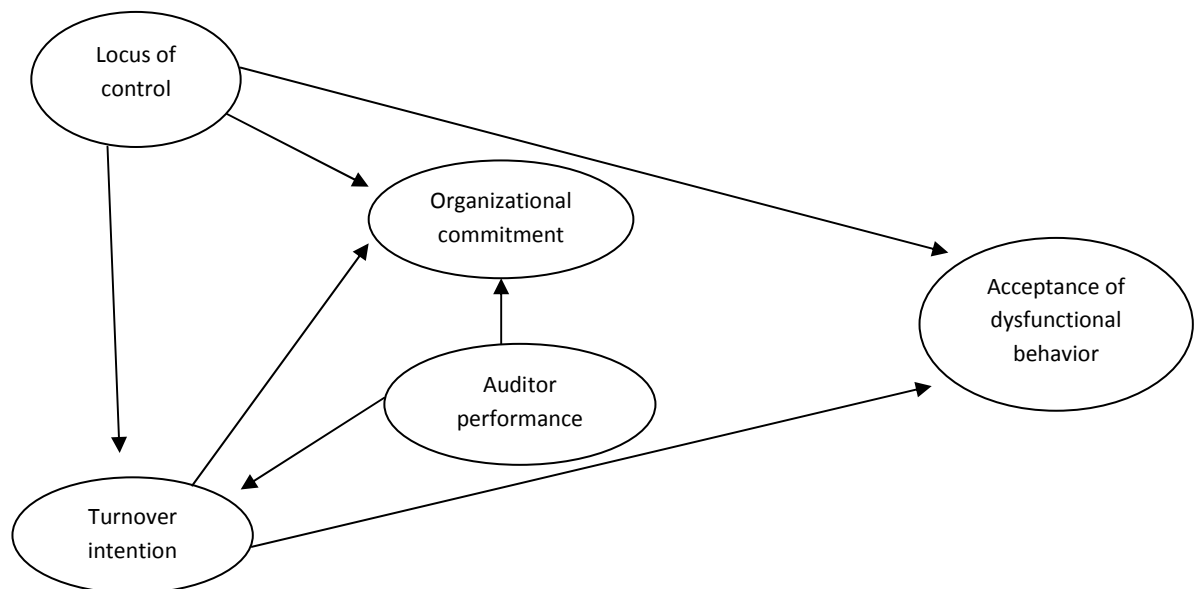 Locus of
control
Organizational
commitment
Acceptance of
dysfunctional
behavior
Auditor
performance
Turnover
intention